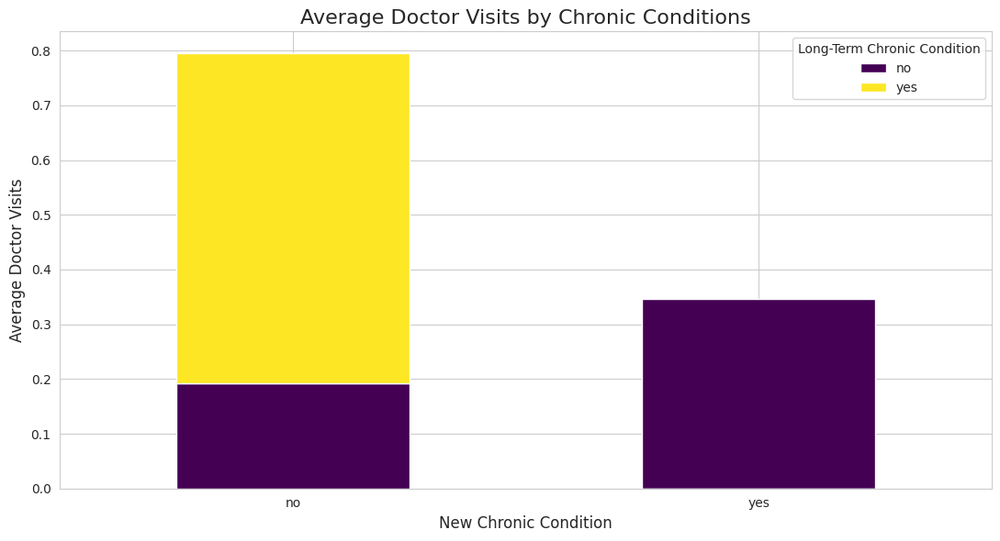 Average Doctor Visits by Chronic Conditions
Long-Term Chronic Condition
no
yes
Average Doctor Visits
0.8
0.7
0.6
0.5
0.4
0.3
0.2
0.1
0.0
no
yes
New Chronic Condition